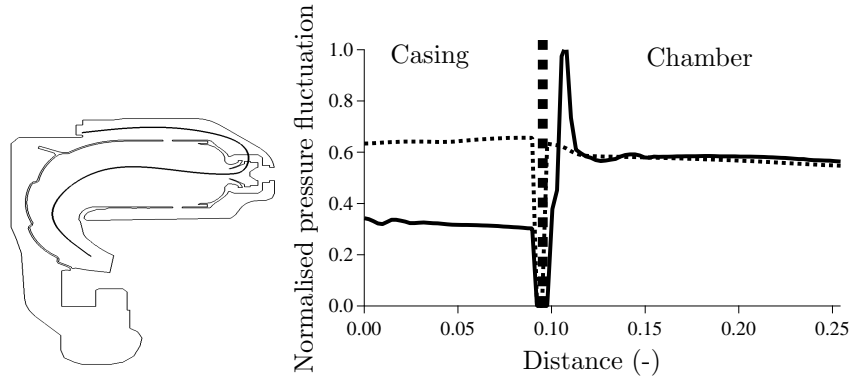 Normalised pressure fluctuation
1.0
0.8
0.6
0.4
0.2
0.0
Casing
Chamber
0.00 0.05 0.10 0.15 0.20 0.25
Distance (-)